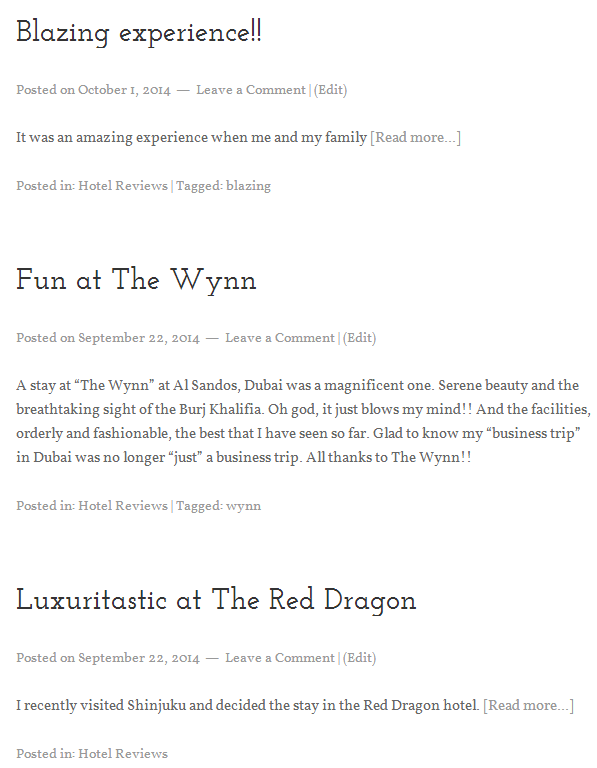 Blazing experience!!
Posted on October 1, 2014 — Leave a Comment | (Edit)
It was an amazing experience when me and my family [Read more...]
Posted in: Hotel Reviews | Tagged: blazing
Fun at The Wynn
Posted on September 22, 2014 — Leave a Comment | (Edit)
A stay at “The Wynn” at Al Sandos, Dubai was a magnificent one. Serene beauty and the
breathtaking sight of the Burj Khalifia. Oh god, it just blows my mind!! And the facilities,
orderly and fashionable, the best that I have seen so far. Glad to know my “business trip”
in Dubai was no longer “just” a business trip. All thanks to The Wynn!!
Posted in: Hotel Reviews | Tagged: wynn
Luxuritastic at The Red Dragon
Posted on September 22, 2014 — Leave a Comment | (Edit)
I recently visited Shinjuku and decided the stay in the Red Dragon hotel. [Read more...]
Posted in: Hotel Reviews